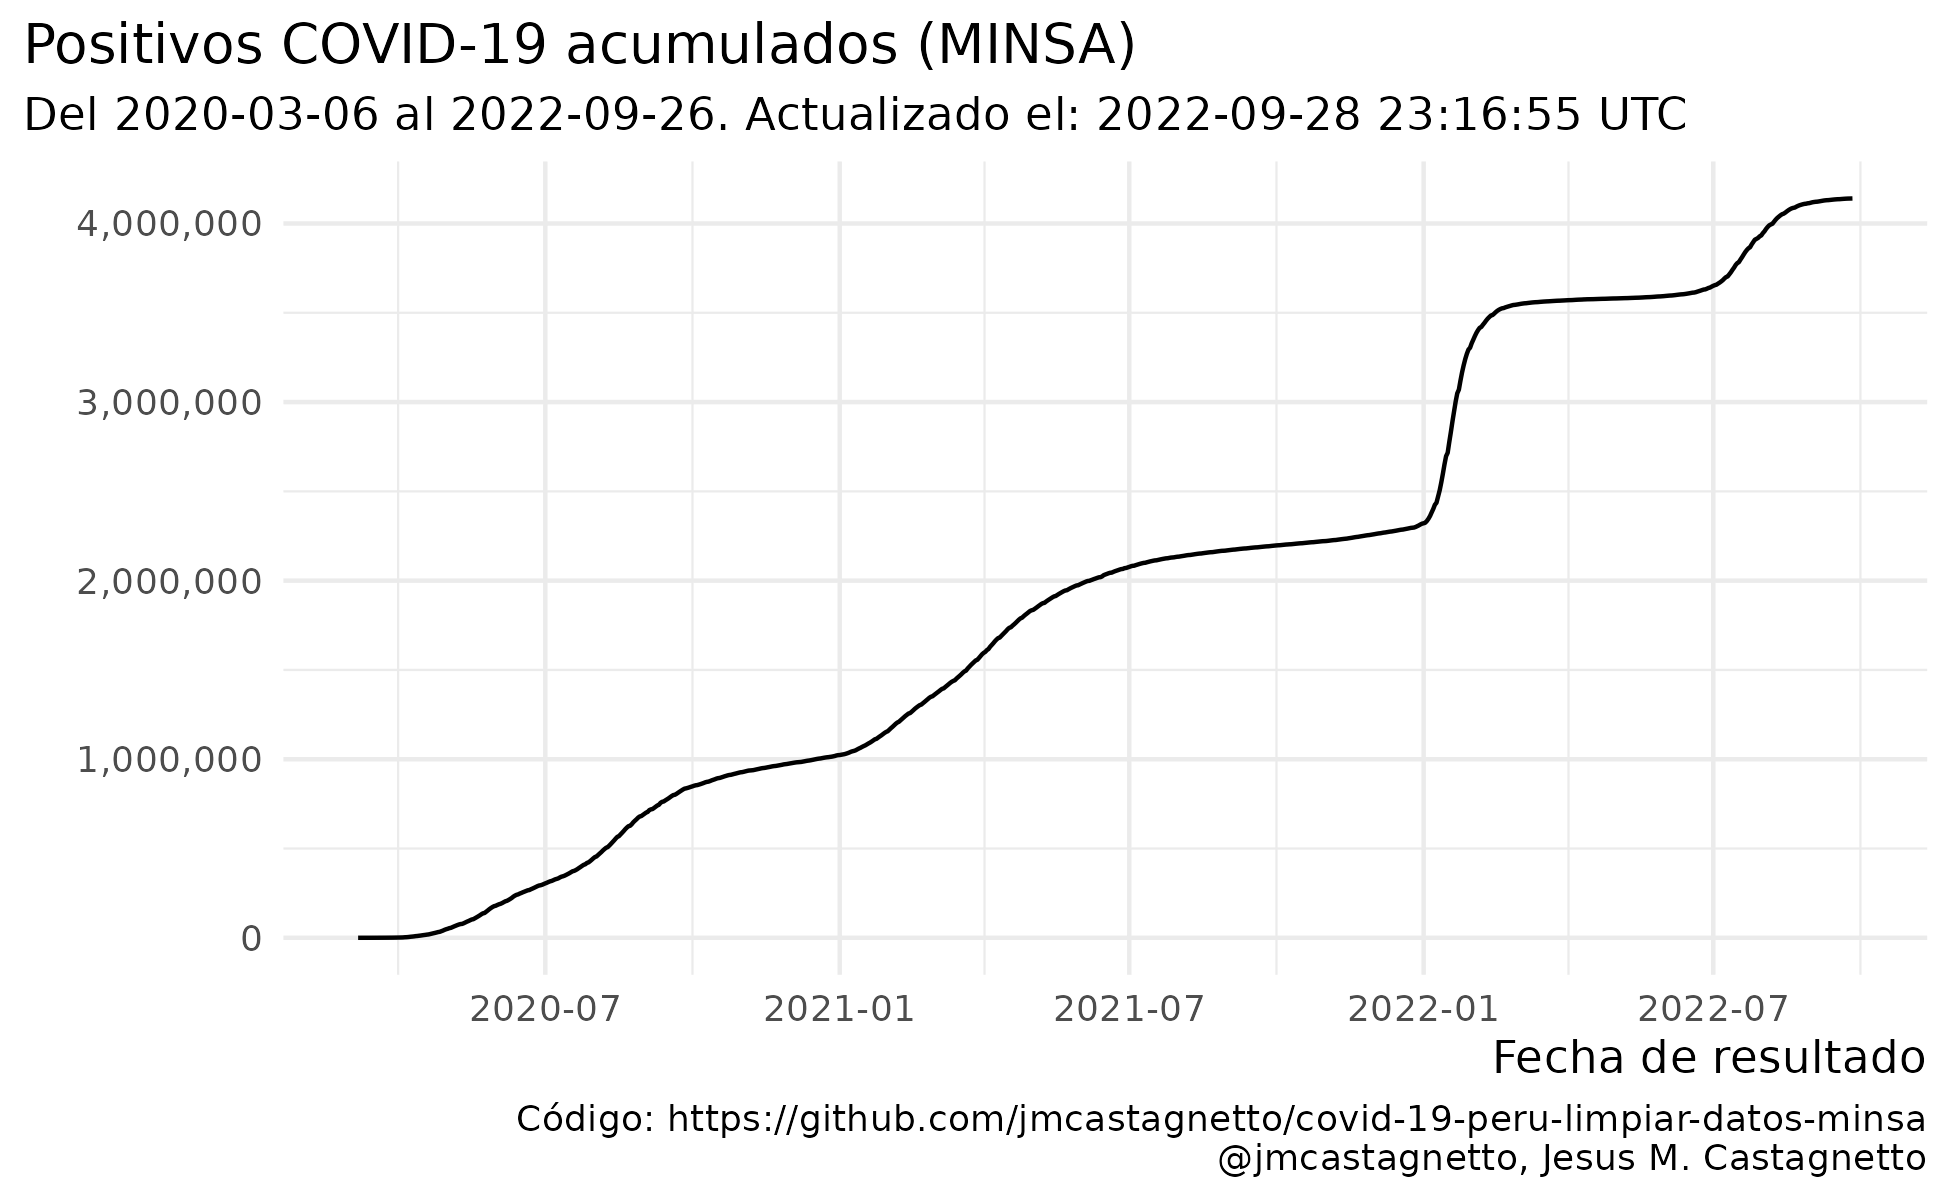 Positivos COVID-19 acumulados (MINSA)
Del 2020-03-06 al 2022-09-26. Actualizado el: 2022-09-28 23:16:55 UTC
4,000,000
3,000,000
2,000,000
1,000,000
0
2020-07 2021-01 2021-07 2022-01 2022-07
Fecha de resultado
Código: https://github.com/jmcastagnetto/covid-19-peru-limpiar-datos-minsa
@jmcastagnetto, Jesus M. Castagnetto